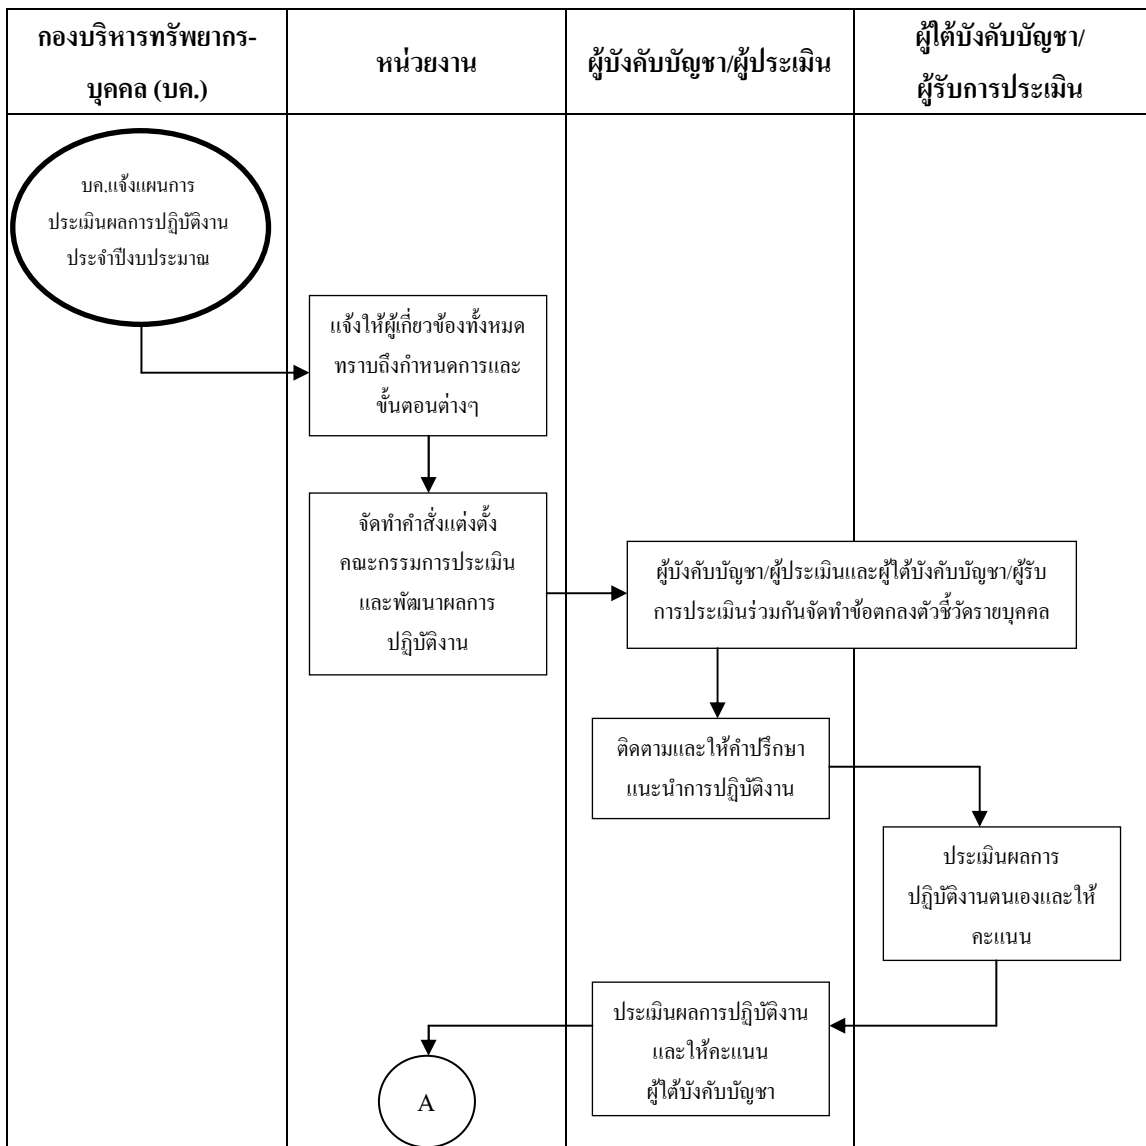 กองบริหารทรัพยากร-
บุคคล (บค.)
หน่วยงาน
ผู้บังคับบัญชา/ผู้ประเมิน
ผู้ใต้บังคับบัญชา/
ผู้รับการประเมิน
บค.แจ้งแผนการ
ประเมินผลการปฏิบัติงาน
ประจำปีงบประมาณ
แจ้งให้ผู้เกี่ยวข้องทั้งหมด
ทราบถึงกำหนดการและ
ขั้นตอนต่างๆ
จัดทำคำสั่งแต่งตั้ง
คณะกรรมการประเมิน
และพัฒนาผลการ
ปฏิบัติงาน
ผู้บังคับบัญชา/ผู้ประเมินและผู้ใต้บังคับบัญชา/ผู้รับ
การประเมินร่วมกันจัดทำข้อตกลงตัวชี้วัดรายบุคคล
ติดตามและให้คำปรึกษา
แนะนำการปฏิบัติงาน
ประเมินผลการ
ปฏิบัติงานตนเองและให้
คะแนน
ประเมินผลการปฏิบัติงาน
และให้คะแนน
ผู้ใต้บังคับบัญชา
A